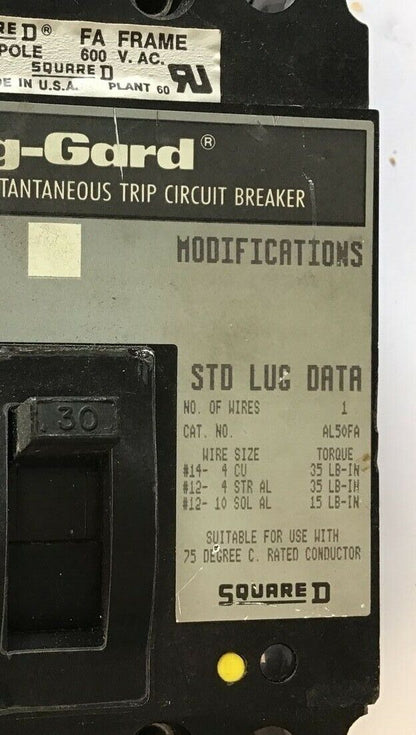 RE D® FA FRAME
POLE 600 V. AC.
SQUARE D
DE IN U.S.A. PLANT 60
g-Gard®
STANTANEOUS TRIP CIRCUIT BREAKER
MODIFICATIONS
STD LUG DATA
NO. OF WIRES 1
CAT. NO. AL50FA
WIRE SIZE TORQUE
#14- 4 CU 35 LB-IN
#12- 4 STR AL 35 LB-IN
#12- 10 SOL AL 15 LB-IN
SUITABLE FOR USE WITH
75 DEGREE C. RATED CONDUCTOR
SQUARE D
30